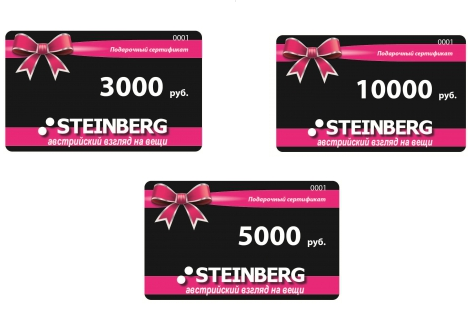 0001
Подарочный сертификат
3000 руб.
STEINBERG
австрийский взгляд на вещи
0001
Подарочный сертификат
10000 руб.
STEINBERG
австрийский взгляд на вещи
0001
Подарочный сертификат
5000 руб.
STEINBERG
австрийский взгляд на вещи